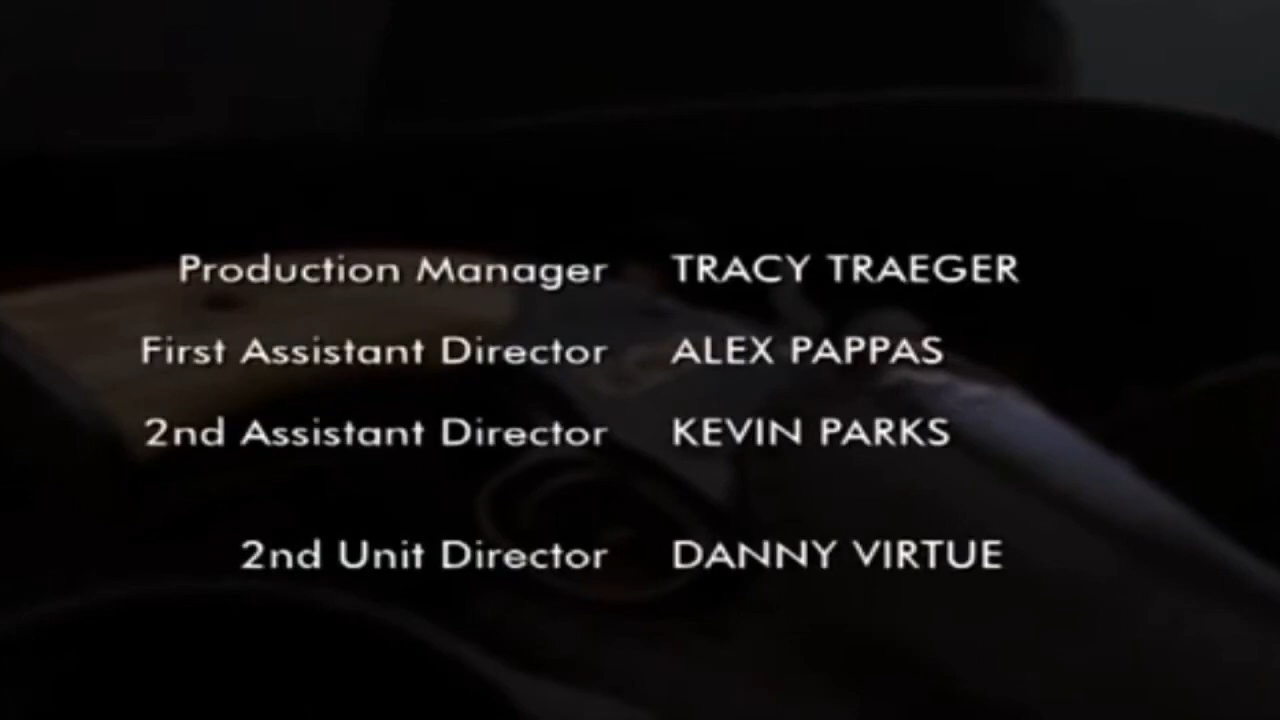 Production Manager TRACY TRAEGER
First Assistant Director ALEX PAPPAS
2nd Assistant Director KEVIN PARKS
2nd Unit Director DANNY VIRTUE